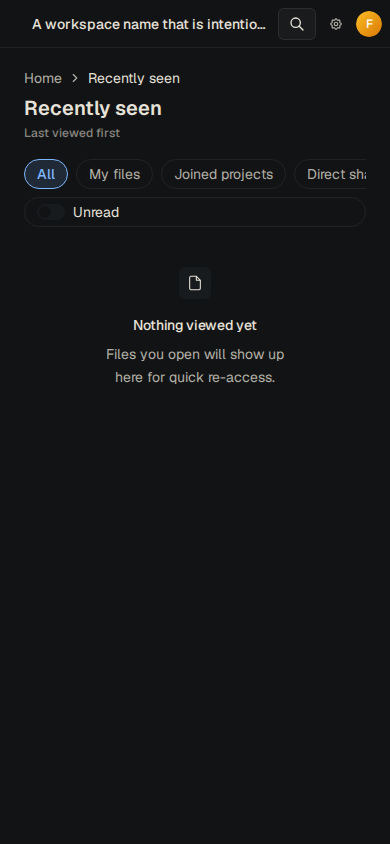 A workspace name that is intentio...
F
Home > Recently seen
Recently seen
Last viewed first
All My files Joined projects Direct sha
Unread
Nothing viewed yet
Files you open will show up
here for quick re-access.